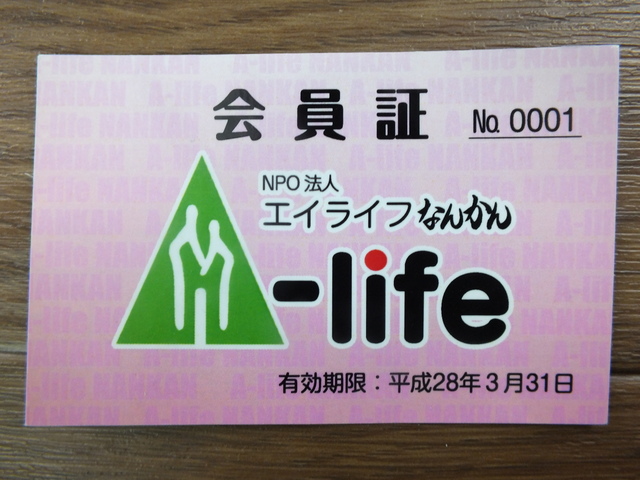 会員証 No. 0001
NPO法人
エイライフなんかん
A-life
有効期限：平成28年3月31日